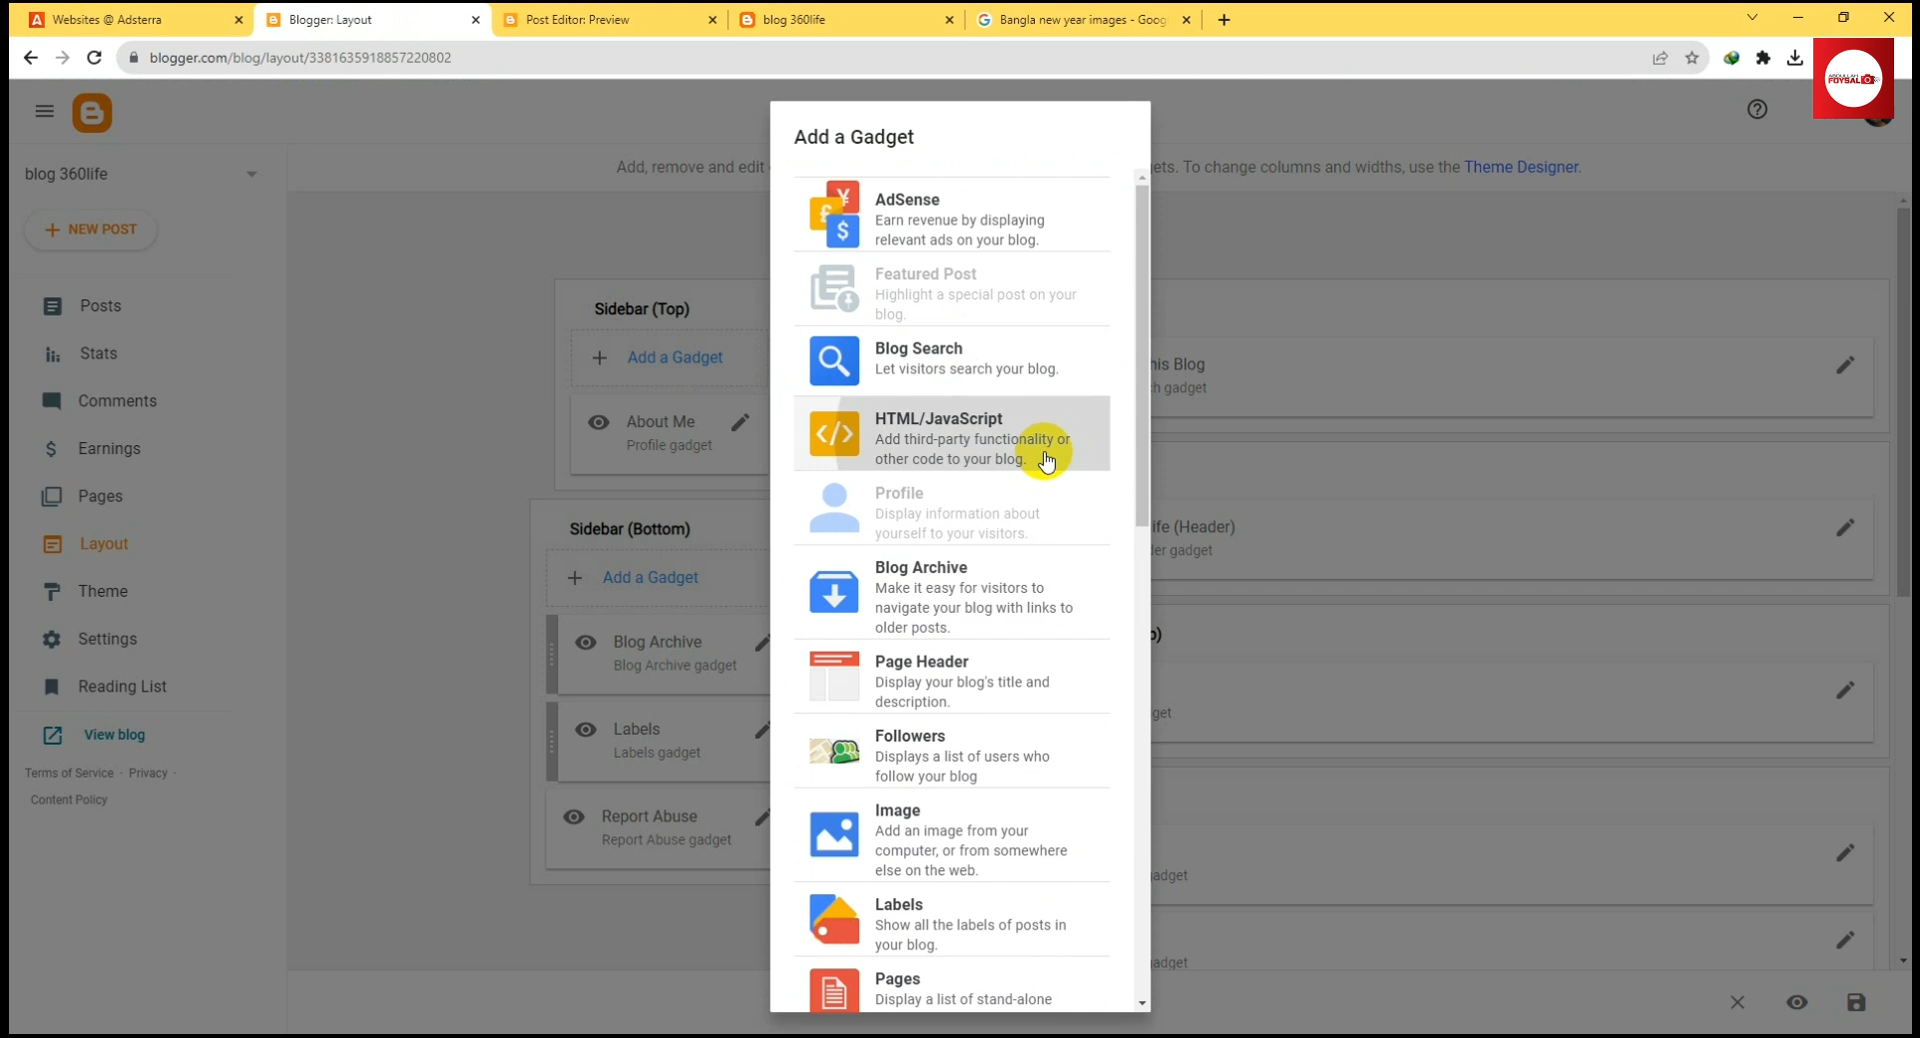 Websites @ Adsterra
Blogger: Layout
Post Editor: Preview
blog 360life
Bangla new year images - Goog
blogger.com/blog/layout/3381635918857220802
ABDULLAH
FOYSAL
blog 360life
NEW POST
Posts
Stats
Comments
Earnings
Pages
Layout
Theme
Settings
Reading List
View blog
Terms of Service · Privacy ·
Content Policy
Add, remove and edit
gets. To change columns and widths, use the Theme Designer.
Sidebar (Top)
Add a Gadget
About Me
Profile gadget
Sidebar (Bottom)
Add a Gadget
Blog Archive
Blog Archive gadget
Labels
Labels gadget
Report Abuse
Report Abuse gadget
Add a Gadget
AdSense
Earn revenue by displaying
relevant ads on your blog.
Featured Post
Highlight a special post on your
blog.
Blog Search
Let visitors search your blog.
HTML/JavaScript
Add third-party functionality or
other code to your blog.
Profile
Display information about
yourself to your visitors.
Blog Archive
Make it easy for visitors to
navigate your blog with links to
older posts.
Page Header
Display your blog's title and
description.
Followers
Displays a list of users who
follow your blog
Image
Add an image from your
computer, or from somewhere
else on the web.
Labels
Show all the labels of posts in
your blog.
Pages
Display a list of stand-alone
his Blog
ch gadget
ife (Header)
der gadget
p)
get
adget
adget